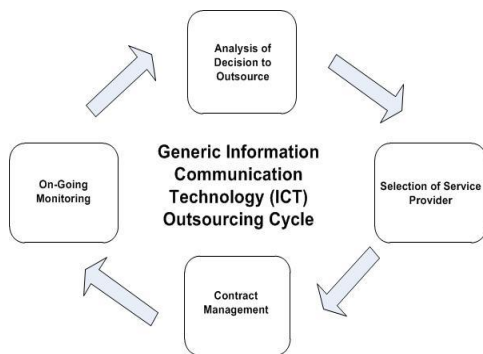 Analysis of
Decision to
Outsource
Generic Information
Communication
Technology (ICT)
Outsourcing Cycle
On-Going
Monitoring
Selection of Service
Provider
Contract
Management